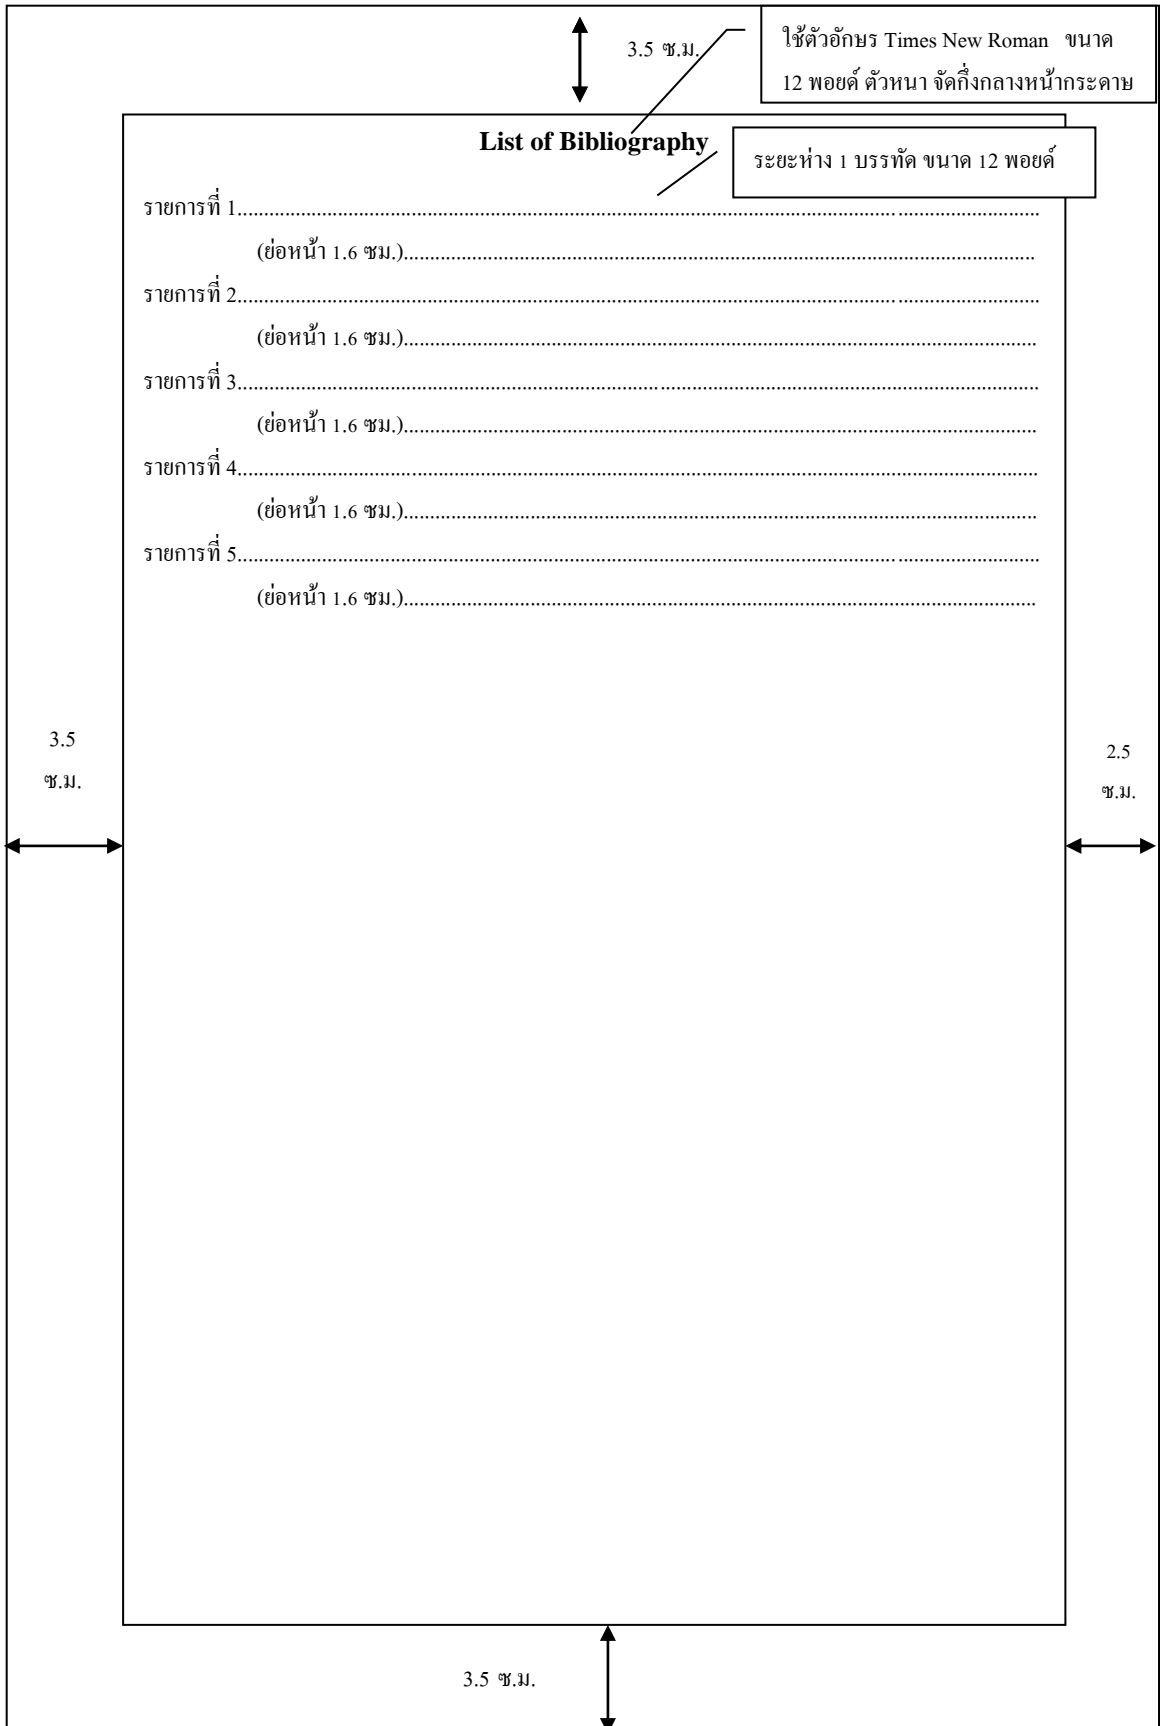 3.5 ซ.ม.
ใช้ตัวอักษร Times New Roman ขนาด
12 พอยด์ ตัวหนา จัดกึ่งกลางหน้ากระดาษ
List of Bibliography
ระยะห่าง 1 บรรทัด ขนาด 12 พอยด์
รายการที่ 1..........................................................................................................................................................
(ย่อหน้า 1.6 ซม.)........................................................................................................................
รายการที่ 2..........................................................................................................................................................
(ย่อหน้า 1.6 ซม.)........................................................................................................................
รายการที่ 3..........................................................................................................................................................
(ย่อหน้า 1.6 ซม.)........................................................................................................................
รายการที่ 4..........................................................................................................................................................
(ย่อหน้า 1.6 ซม.)........................................................................................................................
รายการที่ 5..........................................................................................................................................................
(ย่อหน้า 1.6 ซม.)........................................................................................................................
3.5
ซ.ม.
2.5
ซ.ม.
3.5 ซ.ม.